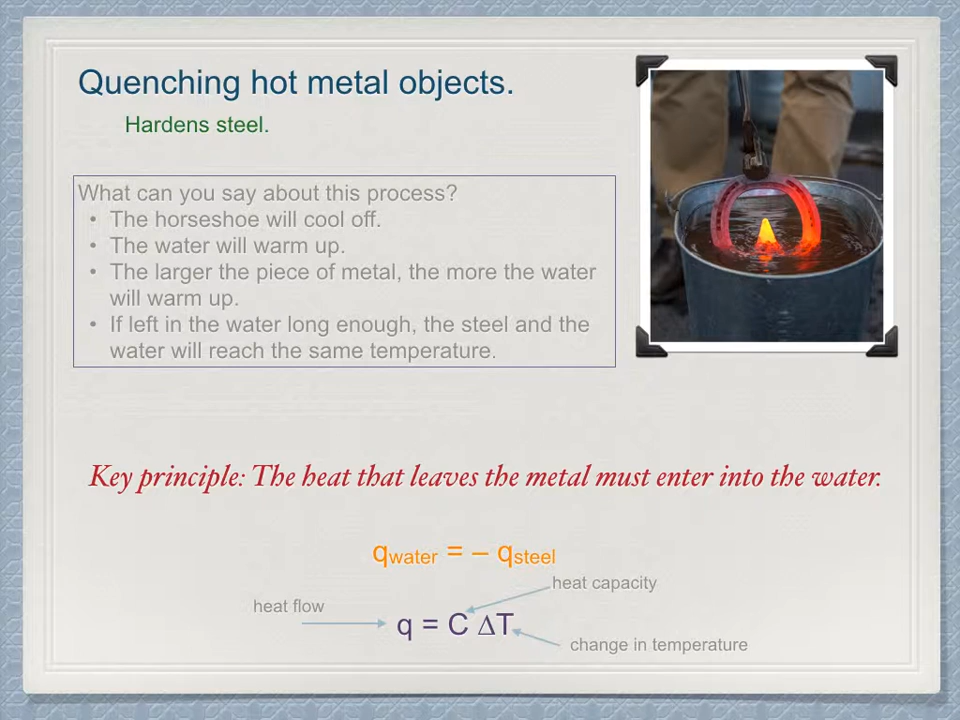 Quenching hot metal objects.
Hardens steel.
What can you say about this process?
• The horseshoe will cool off.
• The water will warm up.
• The larger the piece of metal, the more the water
will warm up.
• If left in the water long enough, the steel and the
water will reach the same temperature.
Key principle: The heat that leaves the metal must enter into the water.
qwater = – qsteel
heat capacity
heat flow
q = C ∆T
change in temperature